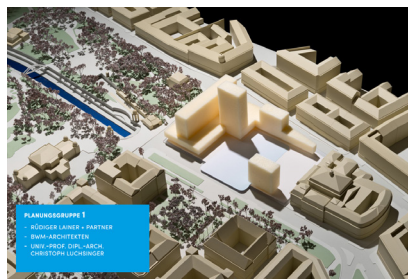 PLANUNGSGRUPPE 1
- RÜDIGER LAINER + PARTNER
- BWM-ARCHITEKTEN
- UNIV.-PROF. DIPL.-ARCH.
CHRISTOPH LUCHSINGER